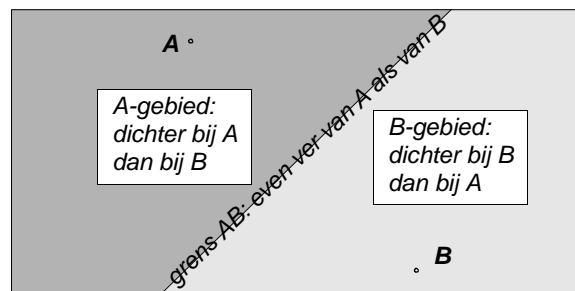 A
A-gebied:
dichter bij A
dan bij B
grens AB: even ver van A als van B
B-gebied:
dichter bij B
dan bij A
B